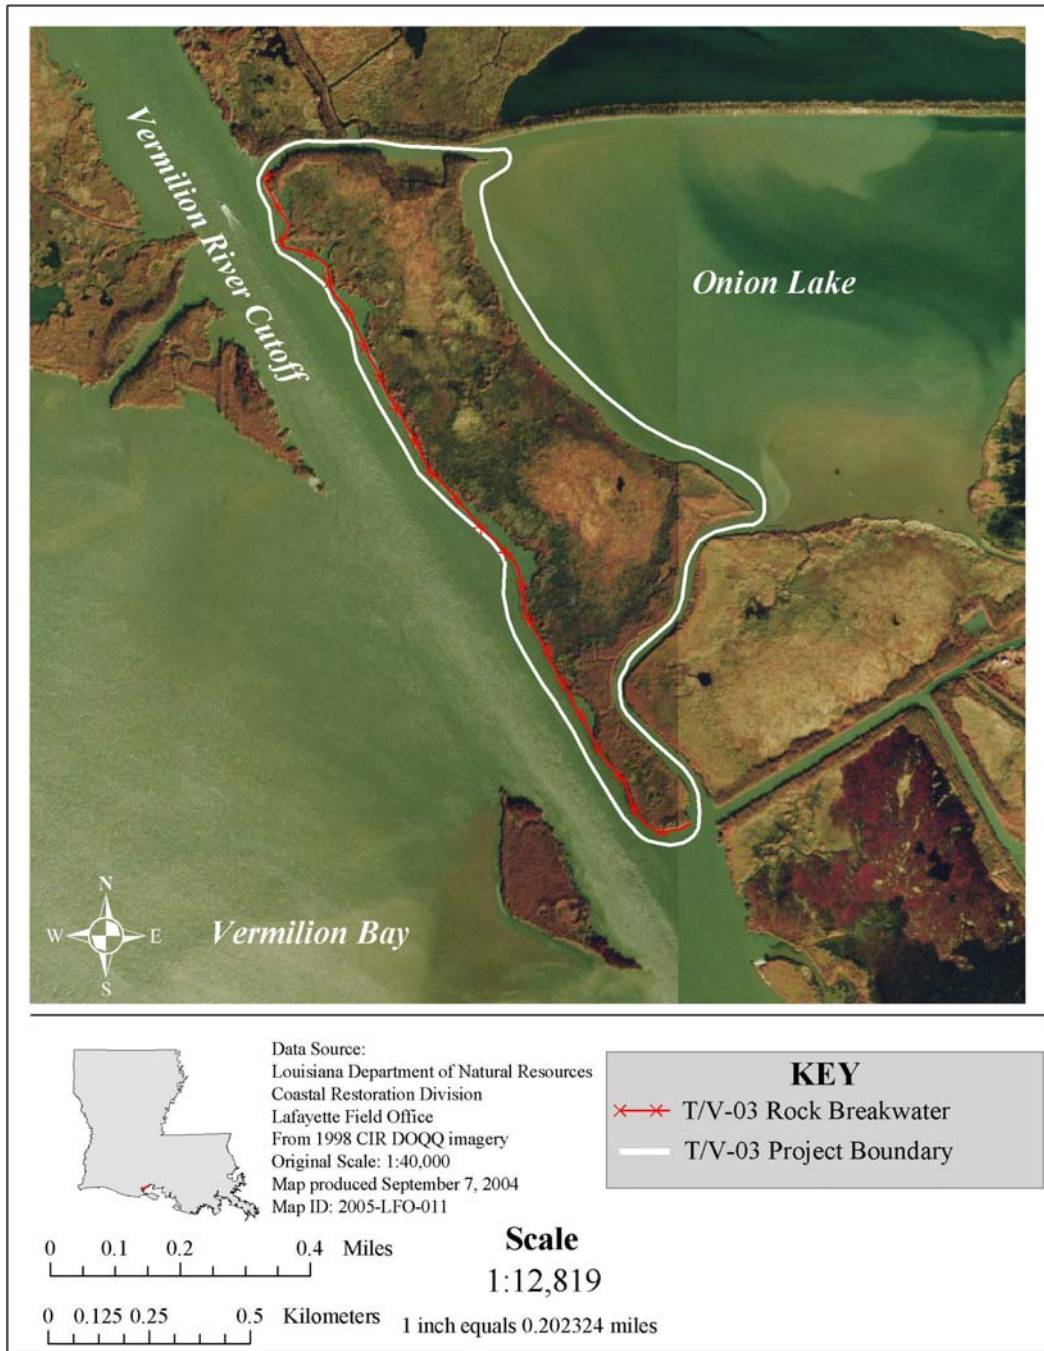 Vermilion River Cutoff
Onion Lake
N
W E
S
Vermilion Bay
Data Source:
Louisiana Department of Natural Resources
Coastal Restoration Division
Lafayette Field Office
From 1998 CIR DOQQ imagery
Original Scale: 1:40,000
Map produced September 7, 2004
Map ID: 2005-LFO-011
KEY
T/V-03 Rock Breakwater
T/V-03 Project Boundary
0 0.1 0.2 0.4 Miles
0 0.125 0.25 0.5 Kilometers
Scale
1:12,819
1 inch equals 0.202324 miles